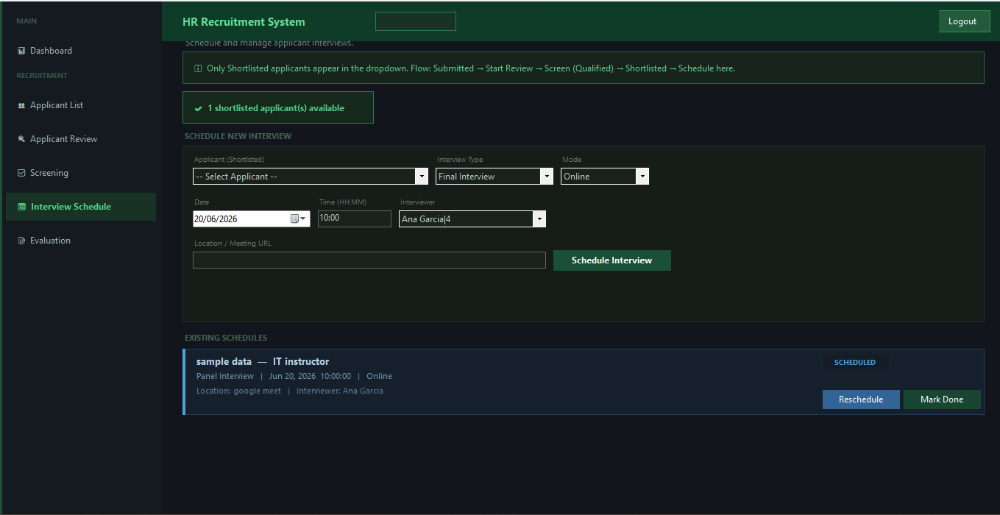 MAIN
HR Recruitment System
Logout
Schedule and manage applicant interviews.
Dashboard
RECRUITMENT
Applicant List
Applicant Review
Screening
Interview Schedule
Evaluation
Only Shortlisted applicants appear in the dropdown. Flow: Submitted → Start Review → Screen (Qualified) → Shortlisted → Schedule here.
✔ 1 shortlisted applicant(s) available
SCHEDULE NEW INTERVIEW
Applicant (Shortlisted) Interview Type Mode
-- Select Applicant -- Final Interview Online
Date Time (HH:MM) Interviewer
20/06/2026 10:00 Ana Garcia|4
Location / Meeting URL
Schedule Interview
EXISTING SCHEDULES
sample data — IT instructor SCHEDULED
Panel Interview | Jun 20, 2026 10:00:00 | Online
Location: google meet | Interviewer: Ana Garcia
Reschedule Mark Done